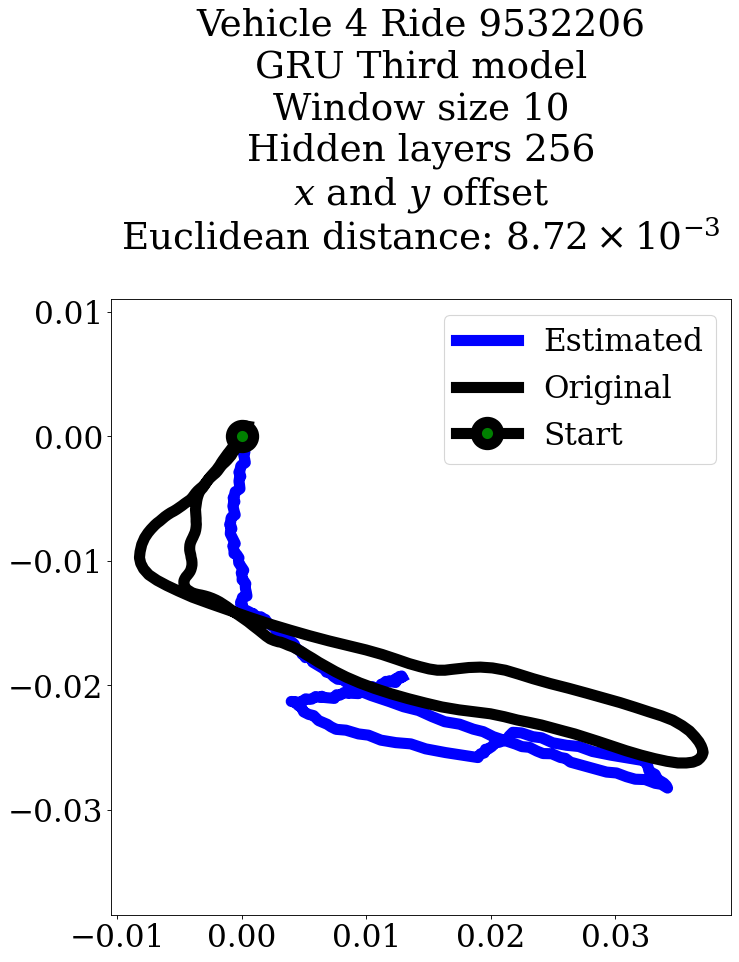 Vehicle 4 Ride 9532206
GRU Third model
Window size 10
Hidden layers 256
x and y offset
Euclidean distance: 8.72 × 10⁻³
Estimated
Original
Start
0.01
0.00
−0.01
−0.02
−0.03
−0.01 0.00 0.01 0.02 0.03